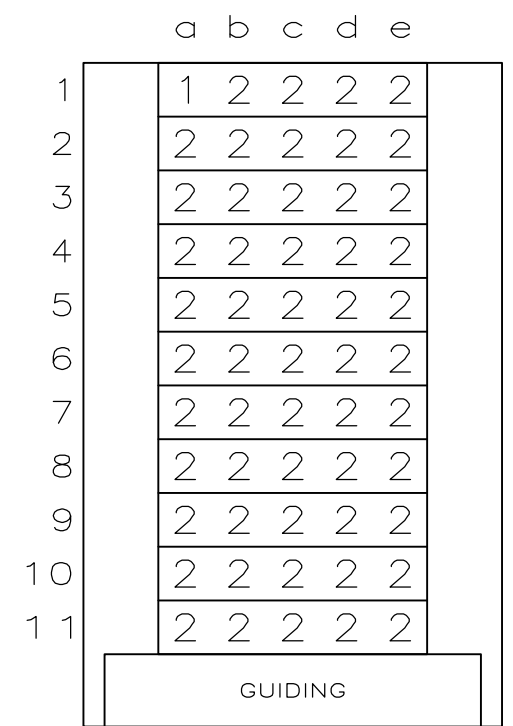 a b c d e
1 1 2 2 2 2
2 2 2 2 2 2
3 2 2 2 2 2
4 2 2 2 2 2
5 2 2 2 2 2
6 2 2 2 2 2
7 2 2 2 2 2
8 2 2 2 2 2
9 2 2 2 2 2
10 2 2 2 2 2
11 2 2 2 2 2
GUIDING